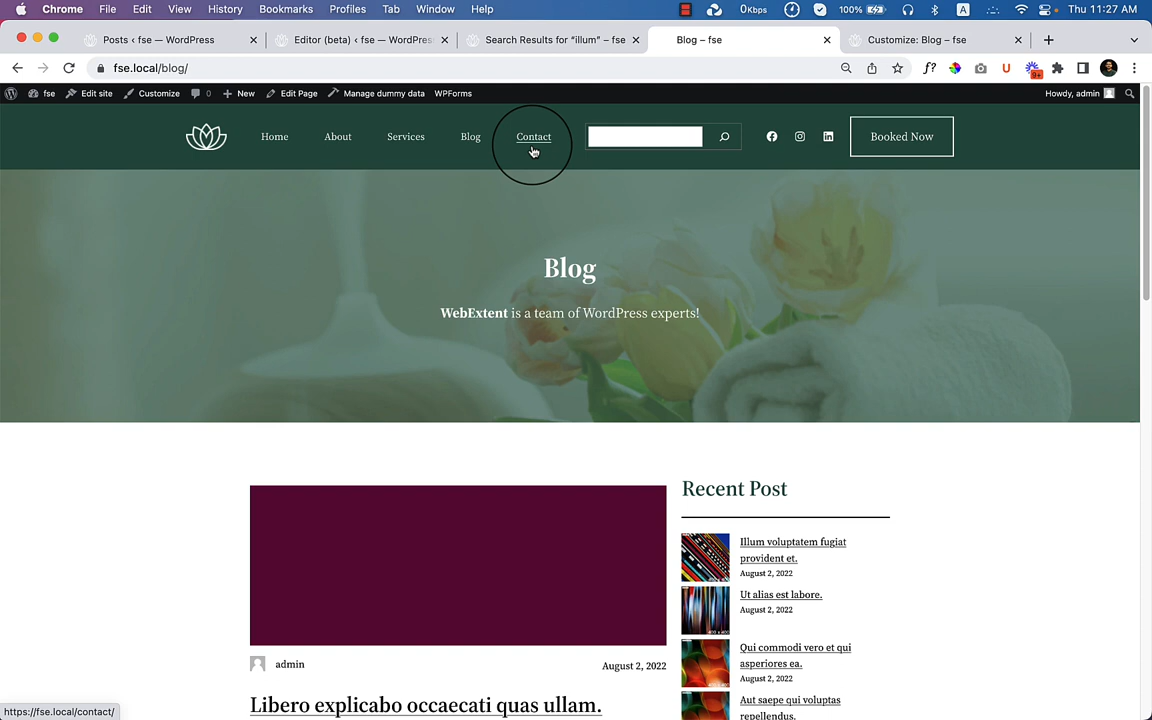 Chrome File Edit View History Bookmarks Profiles Tab Window Help 0Kbps 100% A Thu 11:27 AM
Posts ‹ fse — WordPress Editor (beta) ‹ fse — WordPres Search Results for “illum” – fse Blog – fse Customize: Blog – fse
fse.local/blog/ f? U 9+
fse Edit site Customize 0 New Edit Page Manage dummy data WPForms Howdy, admin
Home About Services Blog Contact Booked Now
Blog
WebExtent is a team of WordPress experts!
Recent Post
Illum voluptatem fugiat
provident et.
August 2, 2022
Ut alias est labore.
August 2, 2022
Qui commodi vero et qui
asperiores ea.
August 2, 2022
Aut saepe qui voluptas
repellendus.
admin August 2, 2022
Libero explicabo occaecati quas ullam.
https://fse.local/contact/